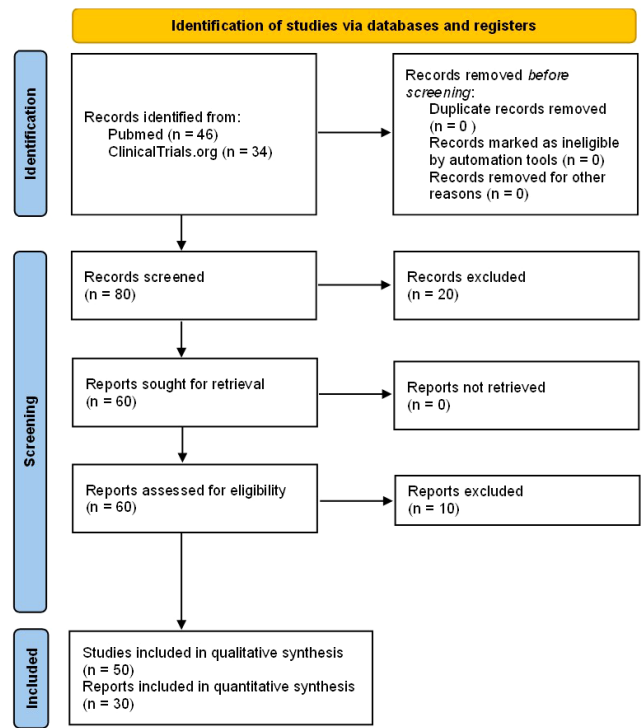 Identification of studies via databases and registers
Identification
Records identified from:
Pubmed (n = 46)
ClinicalTrials.org (n = 34)
Records removed before
screening:
Duplicate records removed
(n = 0 )
Records marked as ineligible
by automation tools (n = 0)
Records removed for other
reasons (n = 0)
Screening
Records screened
(n = 80)
Records excluded
(n = 20)
Reports sought for retrieval
(n = 60)
Reports not retrieved
(n = 0)
Reports assessed for eligibility
(n = 60)
Reports excluded
(n = 10)
Included
Studies included in qualitative synthesis
(n = 50)
Reports included in quantitative synthesis
(n = 30)